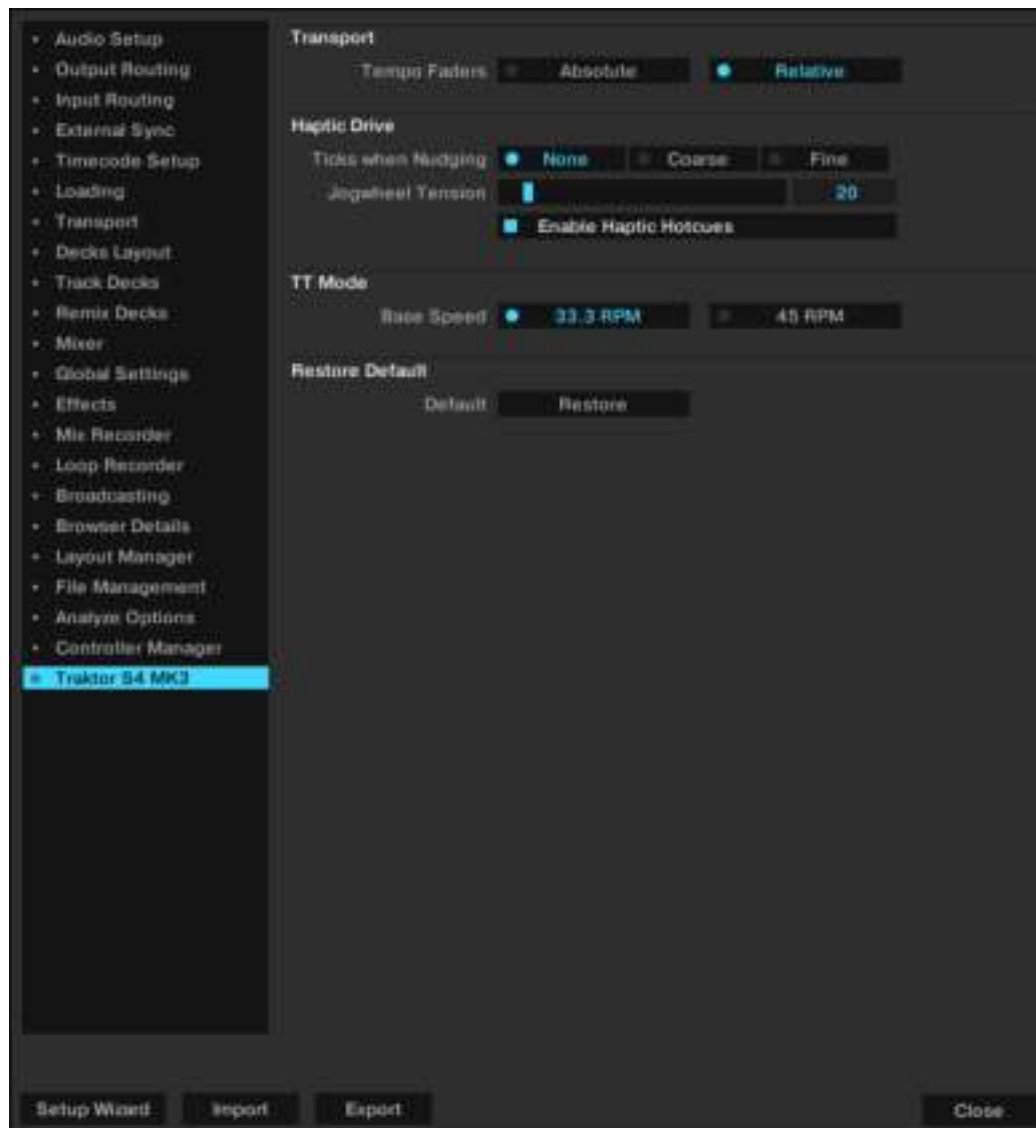 Audio Setup
Output Routing
Input Routing
External Sync
Timecode Setup
Loading
Transport
Decks Layout
Track Decks
Remix Decks
Mixer
Global Settings
Effects
Mix Recorder
Loop Recorder
Broadcasting
Browser Details
Layout Manager
File Management
Analyze Options
Controller Manager
Traktor S4 MK3
Transport
Tempo Faders Absolute Relative
Haptic Drive
Ticks when Nudging None Coarse Fine
Jogwheel Tension 20
Enable Haptic Hotcues
TT Mode
Base Speed 33.3 RPM 45 RPM
Restore Default
Default Restore
Setup Wizard Import Export Close